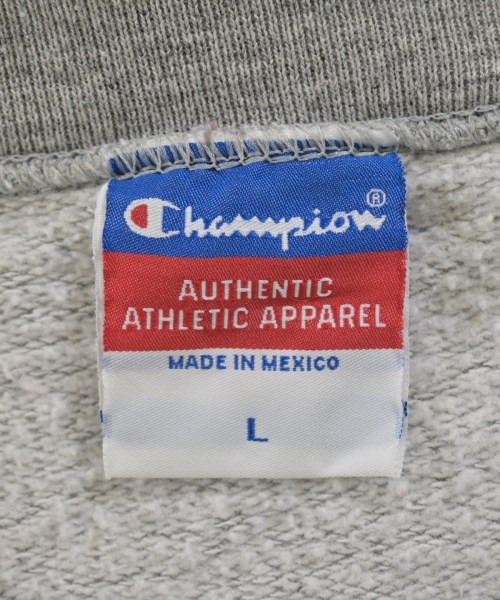 Champion®
AUTHENTIC
ATHLETIC APPAREL
MADE IN MEXICO
L